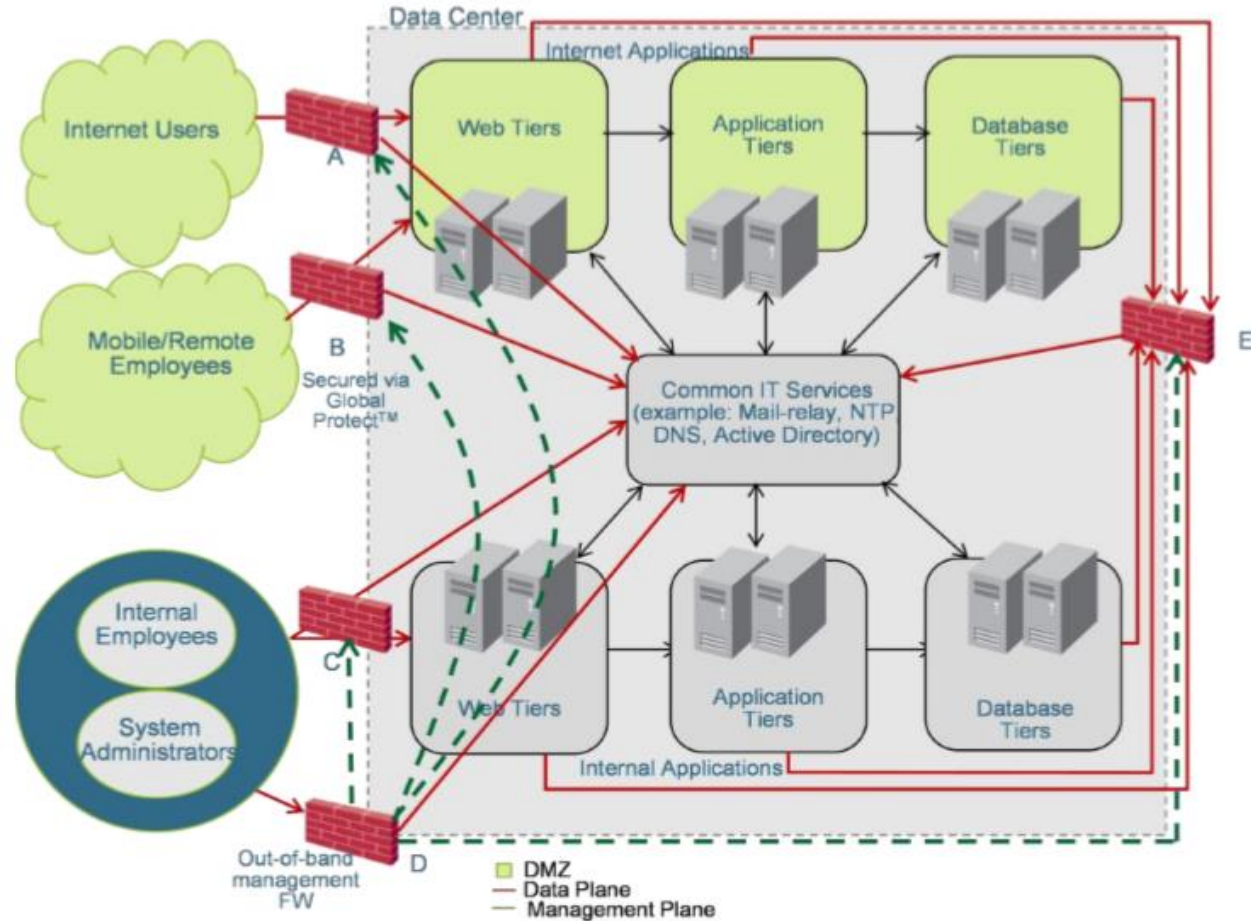 Data Center
Internet Applications
Internet Users
A
Web Tiers
Application
Tiers
Database
Tiers
B
Mobile/Remote
Employees
Secured via
Global
Protect™
E
Common IT Services
(example: Mail-relay, NTP
DNS, Active Directory)
Internal
Employees
C
System
Administrators
Web Tiers
Application
Tiers
Database
Tiers
Internal Applications
D
Out-of-band
management
FW
DMZ
Data Plane
Management Plane